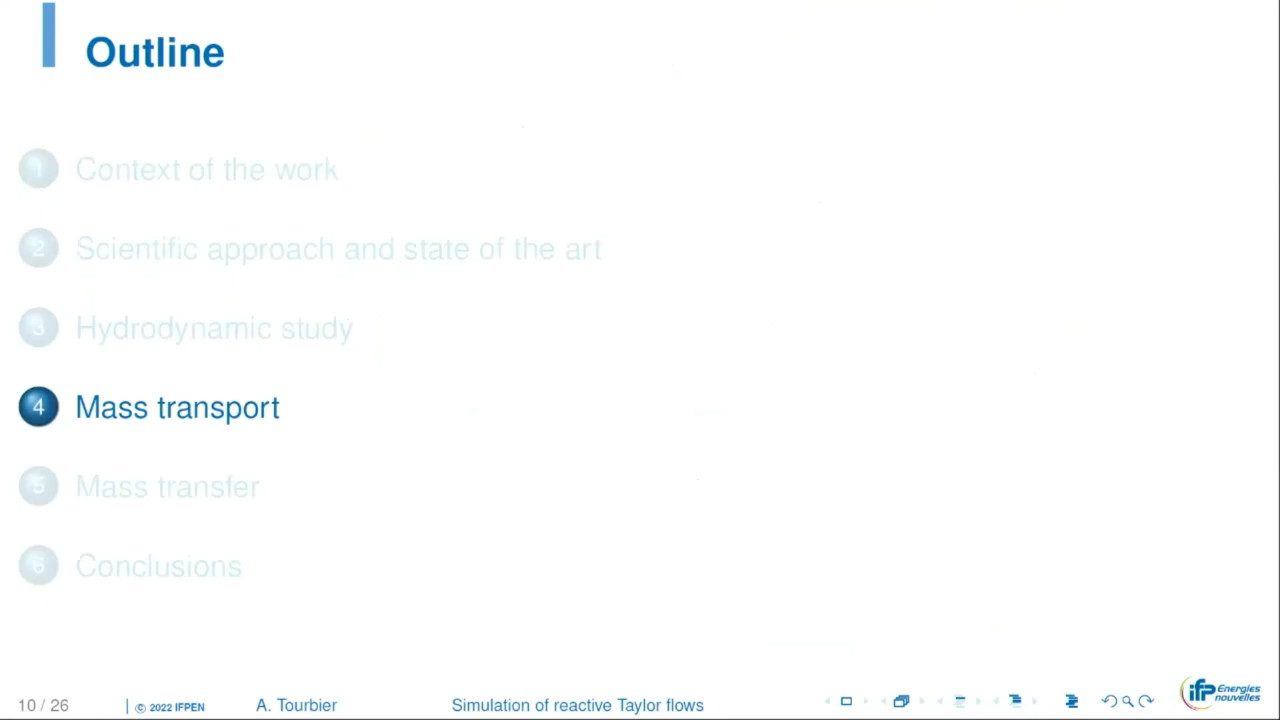 Outline
1 Context of the work
2 Scientific approach and state of the art
3 Hydrodynamic study
4 Mass transport
5 Mass transfer
6 Conclusions
10 / 26 | © 2022 IFPEN A. Tourbier Simulation of reactive Taylor flows
ifp Energies
nouvelles